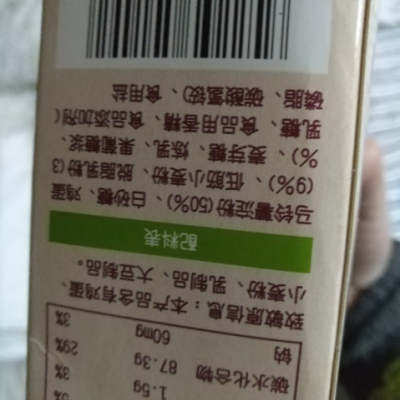 1.5g 3%
碳水化合物 87.3g 29%
钠 60mg 3%
致敏原信息：本产品含有鸡蛋、
小麦粉、乳制品、大豆制品。
配料表
马铃薯淀粉(50%)、白砂糖、鸡蛋
(9%)、低筋小麦粉、脱脂乳粉(3
%)、麦芽糖、炼乳、果葡糖浆、
乳糖、食品用香精、食品添加剂(
磷脂、碳酸氢铵)、食用盐